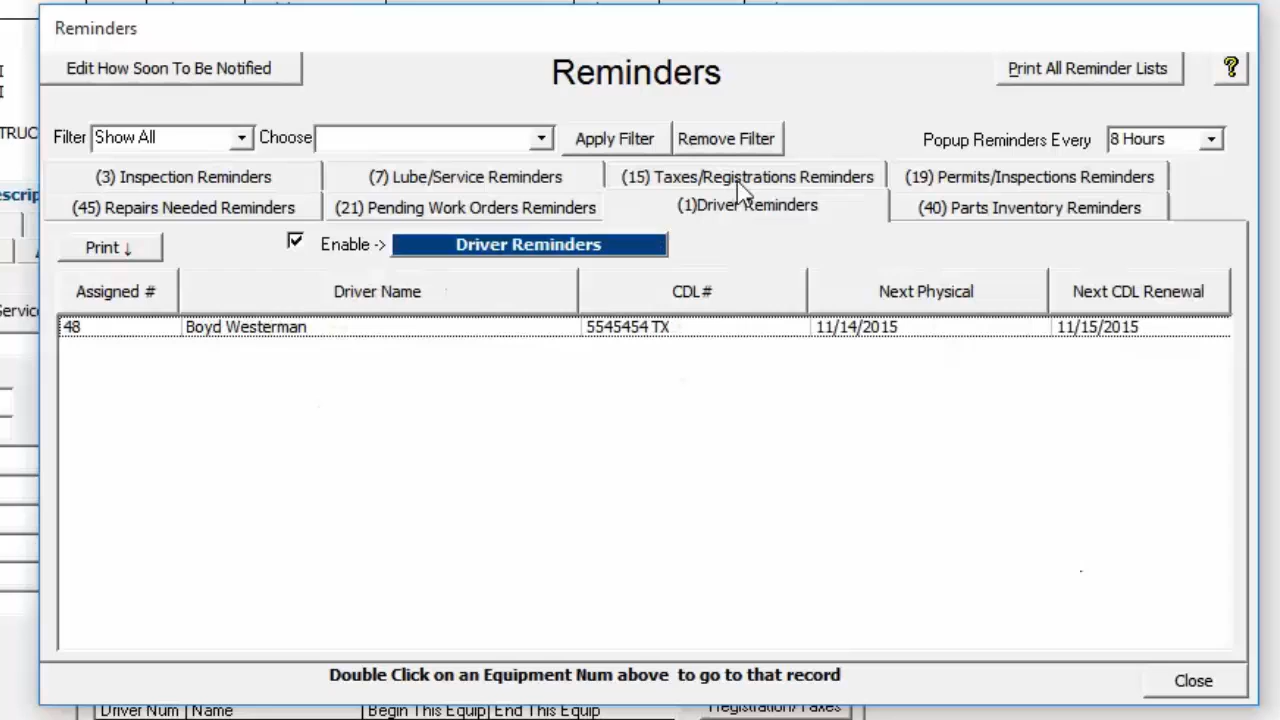 Reminders
Edit How Soon To Be Notified
Reminders
Print All Reminder Lists
?
Filter Show All Choose
Apply Filter
Remove Filter
Popup Reminders Every 8 Hours
(3) Inspection Reminders
(7) Lube/Service Reminders
(15) Taxes/Registrations Reminders
(19) Permits/Inspections Reminders
(45) Repairs Needed Reminders
(21) Pending Work Orders Reminders
(1)Driver Reminders
(40) Parts Inventory Reminders
Print ↓
Enable -> Driver Reminders
Assigned # Driver Name CDL# Next Physical Next CDL Renewal
48 Boyd Westerman 5545454 TX 11/14/2015 11/15/2015
Double Click on an Equipment Num above to go to that record
Close
Driver Num Name Begin This Equip End This Equip
Registration/Taxes